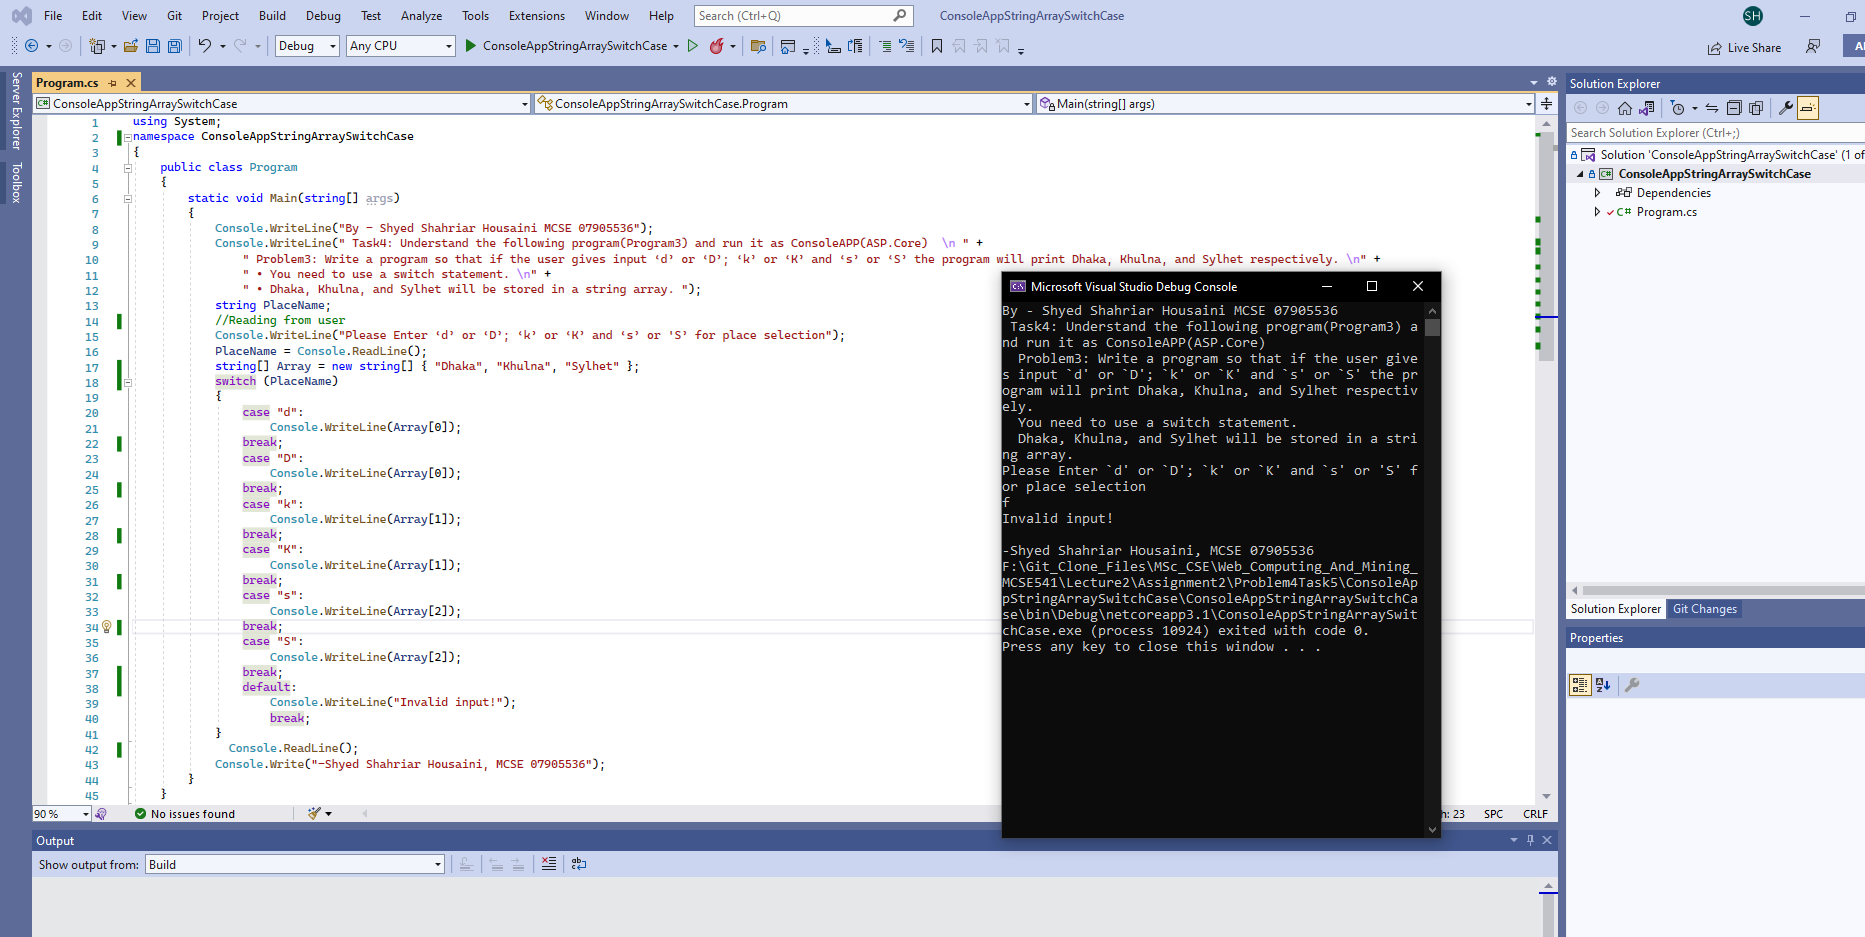 File Edit View Git Project Build Debug Test Analyze Tools Extensions Window Help Search (Ctrl+Q) ConsoleAppStringArraySwitchCase SH
Debug Any CPU ConsoleAppStringArraySwitchCase Live Share
Server Explorer
Toolbox
Program.cs
ConsoleAppStringArraySwitchCase ConsoleAppStringArraySwitchCase.Program Main(string[] args)
1 using System;
2 namespace ConsoleAppStringArraySwitchCase
3 {
4 public class Program
5 {
6 static void Main(string[] args)
7 {
8 Console.WriteLine("By - Shyed Shahriar Housaini MCSE 07905536");
9 Console.WriteLine(" Task4: Understand the following program(Program3) and run it as ConsoleAPP(ASP.Core)  \n " +
10 " Problem3: Write a program so that if the user gives input ‘d’ or ‘D’; ‘k’ or ‘K’ and ‘s’ or ‘S’ the program will print Dhaka, Khulna, and Sylhet respectively. \n" +
11 " • You need to use a switch statement. \n" +
12 " • Dhaka, Khulna, and Sylhet will be stored in a string array. ");
13 string PlaceName;
14 //Reading from user
15 Console.WriteLine("Please Enter ‘d’ or ‘D’; ‘k’ or ‘K’ and ‘s’ or 'S’ for place selection");
16 PlaceName = Console.ReadLine();
17 string[] Array = new string[] { "Dhaka", "Khulna", "Sylhet" };
18 switch (PlaceName)
19 {
20 case "d":
21 Console.WriteLine(Array[0]);
22 break;
23 case "D":
24 Console.WriteLine(Array[0]);
25 break;
26 case "k":
27 Console.WriteLine(Array[1]);
28 break;
29 case "K":
30 Console.WriteLine(Array[1]);
31 break;
32 case "s":
33 Console.WriteLine(Array[2]);
34 break;
35 case "S":
36 Console.WriteLine(Array[2]);
37 break;
38 default:
39 Console.WriteLine("Invalid input!");
40 break;
41 }
42 Console.ReadLine();
43 Console.Write("-Shyed Shahriar Housaini, MCSE 07905536");
44 }
45 }
90 % No issues found h: 23 SPC CRLF
Output
Show output from: Build
Microsoft Visual Studio Debug Console
By - Shyed Shahriar Housaini MCSE 07905536
Task4: Understand the following program(Program3) a
nd run it as ConsoleAPP(ASP.Core)
Problem3: Write a program so that if the user give
s input `d' or `D'; `k' or `K' and `s' or `S' the pr
ogram will print Dhaka, Khulna, and Sylhet respectiv
ely.
You need to use a switch statement.
Dhaka, Khulna, and Sylhet will be stored in a stri
ng array.
Please Enter `d' or `D'; `k' or `K' and `s' or 'S' f
or place selection
f
Invalid input!
-Shyed Shahriar Housaini, MCSE 07905536
F:\Git_Clone_Files\MSc_CSE\Web_Computing_And_Mining_
MCSE541\Lecture2\Assignment2\Problem4Task5\ConsoleAp
pStringArraySwitchCase\ConsoleAppStringArraySwitchCa
se\bin\Debug\netcoreapp3.1\ConsoleAppStringArraySwit
chCase.exe (process 10924) exited with code 0.
Press any key to close this window . . .
Solution Explorer
Search Solution Explorer (Ctrl+;)
Solution 'ConsoleAppStringArraySwitchCase' (1 of
ConsoleAppStringArraySwitchCase
Dependencies
C# Program.cs
Solution Explorer Git Changes
Properties